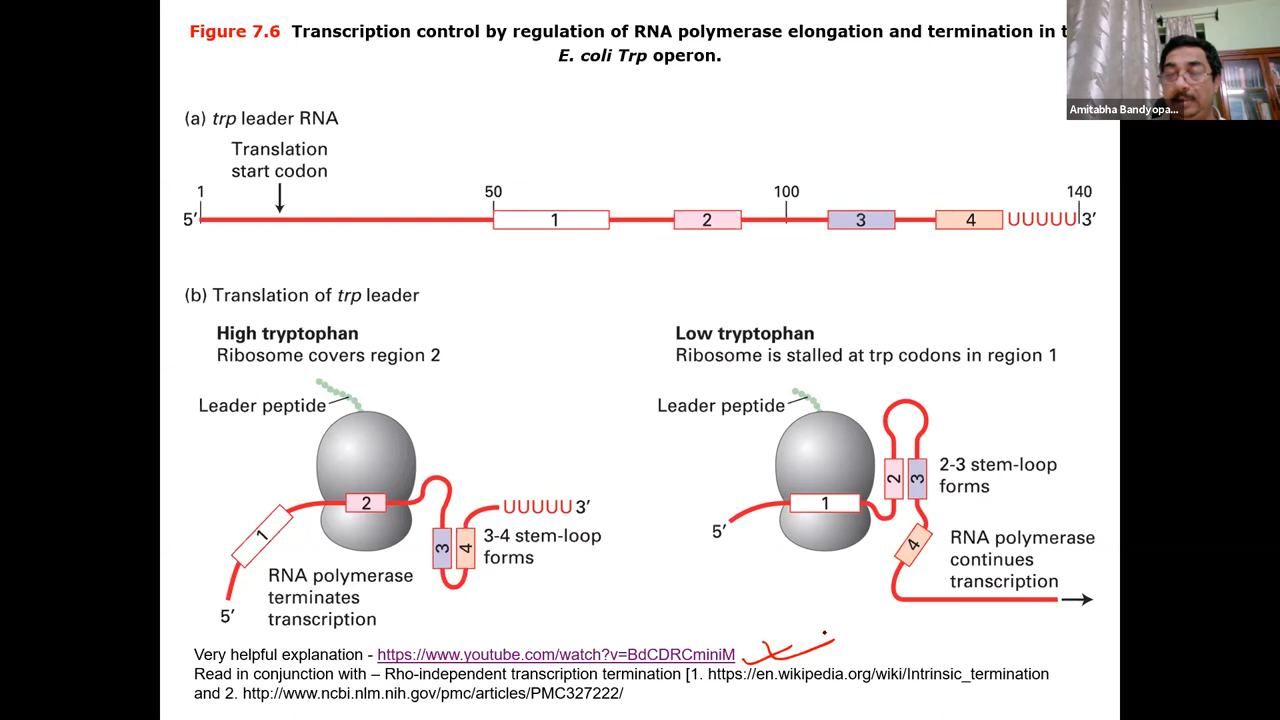 Figure 7.6 Transcription control by regulation of RNA polymerase elongation and termination in t
E. coli Trp operon.
Amitabha Bandyopa...
(a) trp leader RNA
Translation
start codon
1
50
100
140
5′
1
2
3
4
UUUUU
3′
(b) Translation of trp leader
High tryptophan
Ribosome covers region 2
Leader peptide
1
2
3
4
UUUUU 3′
3-4 stem-loop
forms
RNA polymerase
terminates
transcription
5′
Low tryptophan
Ribosome is stalled at trp codons in region 1
Leader peptide
1
2
3
4
5′
2-3 stem-loop
forms
RNA polymerase
continues
transcription
Very helpful explanation - https://www.youtube.com/watch?v=BdCDRCminiM
Read in conjunction with – Rho-independent transcription termination [1. https://en.wikipedia.org/wiki/Intrinsic_termination
and 2. http://www.ncbi.nlm.nih.gov/pmc/articles/PMC327222/